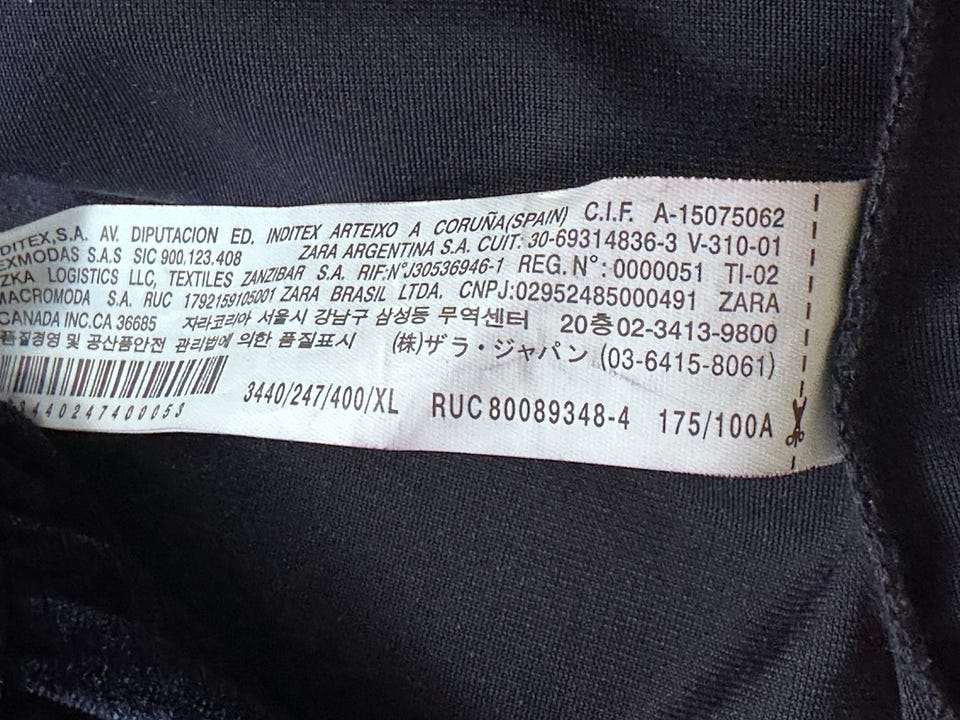 NDITEX,S.A. AV. DIPUTACION ED. INDITEX ARTEIXO A CORUÑA(SPAIN) C.I.F. A-15075062
EXMODAS S.A.S SIC 900.123.408 ZARA ARGENTINA S.A. CUIT: 30-69314836-3 V-310-01
ZKA LOGISTICS LLC, TEXTILES ZANZIBAR S.A. RIF:N°J30536946-1 REG.N°:0000051 TI-02
MACROMODA S.A. RUC 1792159105001 ZARA BRASIL LTDA. CNPJ:02952485000491 ZARA
CANADA INC.CA 36685 자라코리아 서울시 강남구 삼성동 무역센터 20층 02-3413-9800
품질경영 및 공산품안전 관리법에 의한 품질표시 (株)ザラ・ジャパン (03-6415-8061)
3440247400053 3440/247/400/XL RUC80089348-4 175/100A